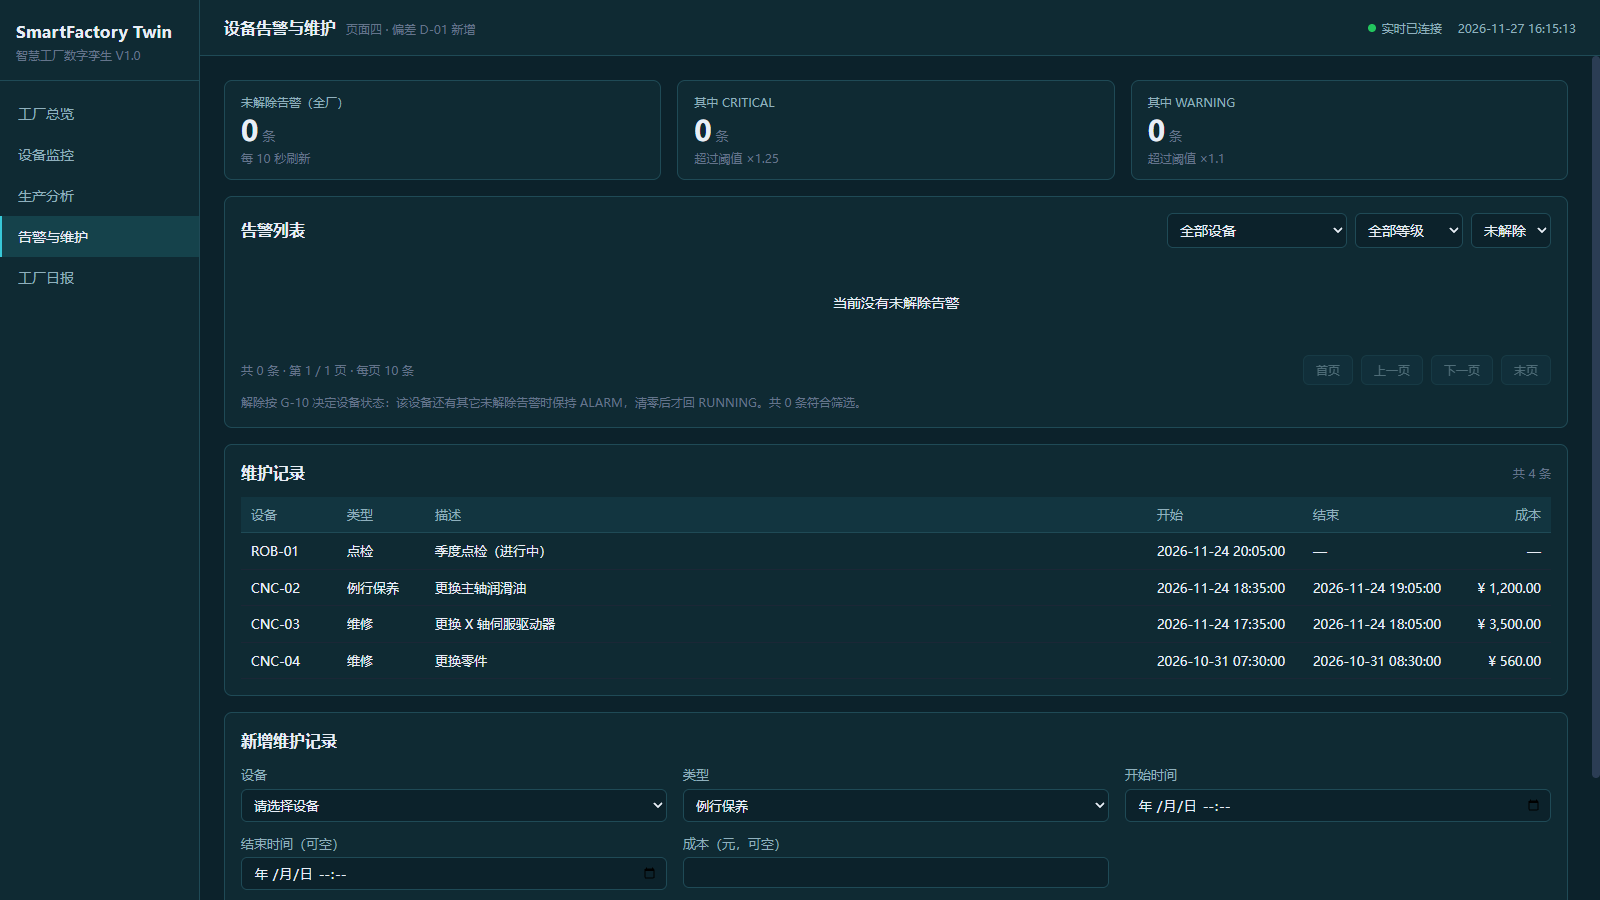 SmartFactory Twin
智慧工厂数字孪生 V1.0
工厂总览
设备监控
生产分析
告警与维护
工厂日报
设备告警与维护 页面四 · 偏差 D-01 新增
实时已连接 2026-11-27 16:15:13
未解除告警（全厂）
0 条
每 10 秒刷新
其中 CRITICAL
0 条
超过阈值 ×1.25
其中 WARNING
0 条
超过阈值 ×1.1
告警列表
全部设备 全部等级 未解除
当前没有未解除告警
共 0 条 · 第 1 / 1 页 · 每页 10 条
首页 上一页 下一页 末页
解除按 G-10 决定设备状态：该设备还有其它未解除告警时保持 ALARM，清零后才回 RUNNING。共 0 条符合筛选。
维护记录 共 4 条
设备 类型 描述 开始 结束 成本
ROB-01 点检 季度点检（进行中） 2026-11-24 20:05:00 — —
CNC-02 例行保养 更换主轴润滑油 2026-11-24 18:35:00 2026-11-24 19:05:00 ¥ 1,200.00
CNC-03 维修 更换 X 轴伺服驱动器 2026-11-24 17:35:00 2026-11-24 18:05:00 ¥ 3,500.00
CNC-04 维修 更换零件 2026-10-31 07:30:00 2026-10-31 08:30:00 ¥ 560.00
新增维护记录
设备 类型 开始时间
请选择设备 例行保养 年 /月/日 --:--
结束时间（可空） 成本（元，可空）
年 /月/日 --:--